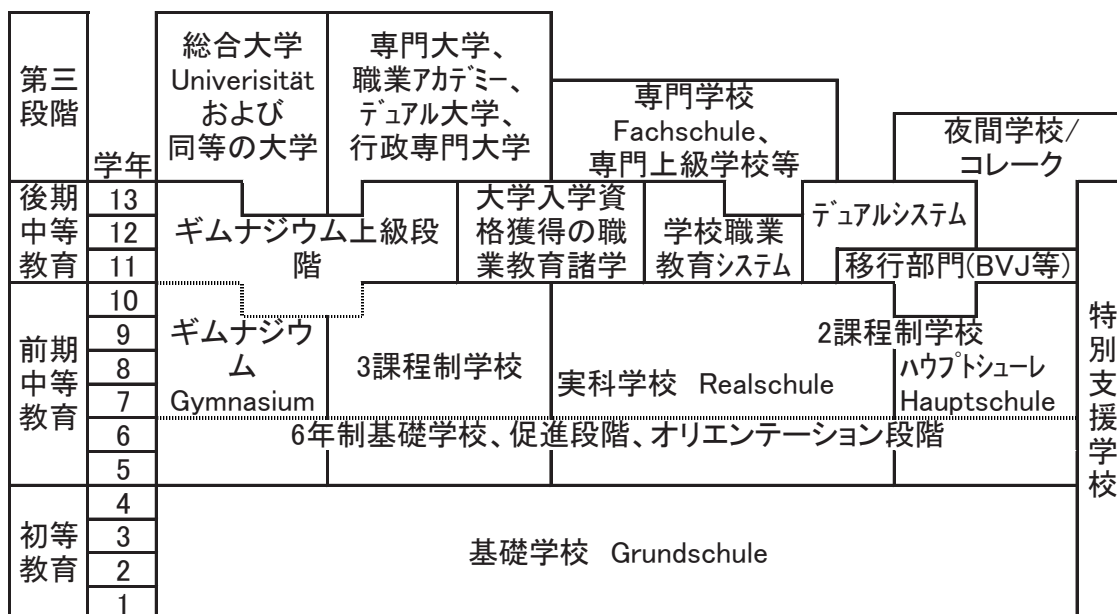 第三
段階
学年
総合大学
Univerisität
および
同等の大学
専門大学、
職業アカデミー、
デュアル大学、
行政専門大学
専門学校
Fachschule、
専門上級学校等
夜間学校/
コレーク
後期
中等
教育
13
12
11
ギムナジウム上級段
階
大学入学資
格獲得の職
業教育諸学
学校職業
教育システム
デュアルシステム
移行部門(BVJ等)
前期
中等
教育
10
9
8
7
6
5
ギムナジウ
ム
Gymnasium
3課程制学校
実科学校 Realschule
2課程制学校
ハウプトシューレ
Hauptschule
6年制基礎学校、促進段階、オリエンテーション段階
初等
教育
4
3
2
1
基礎学校 Grundschule
特
別
支
援
学
校